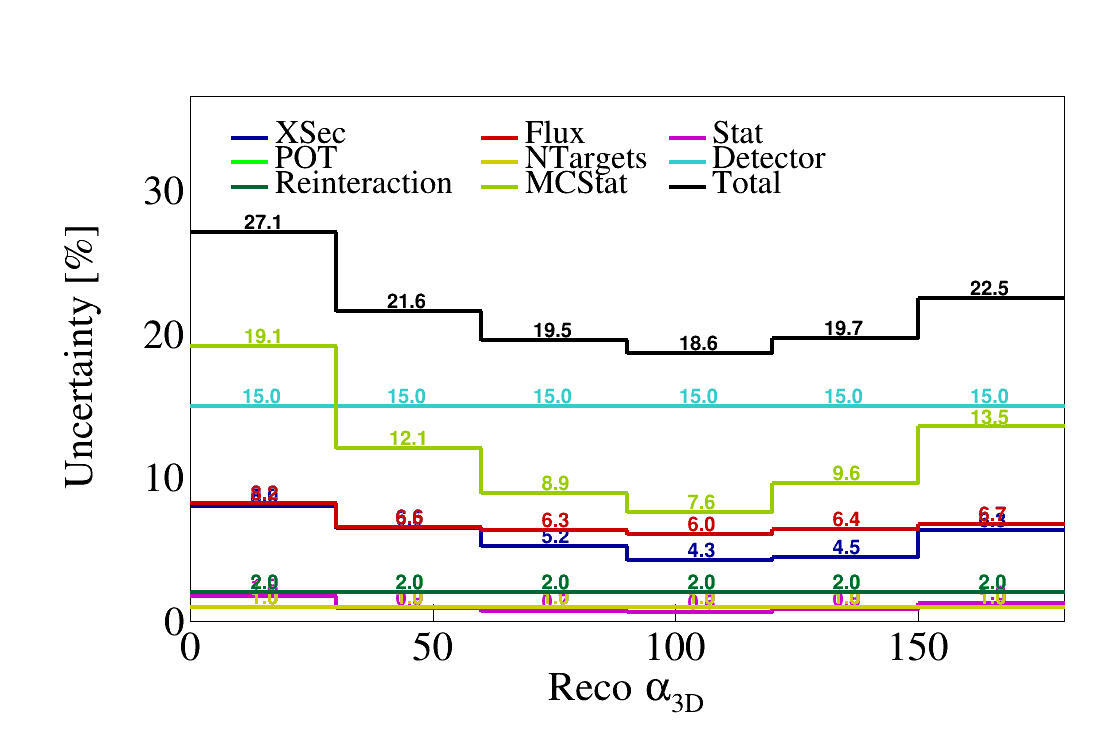 XSec Flux Stat
POT NTargets Detector
Reinteraction MCStat Total
Uncertainty [%]
30
20
10
0
27.1 21.6 19.5 18.6 19.7 22.5
19.1 12.1 8.9 7.6 9.6 13.5
15.0 15.0 15.0 15.0 15.0 15.0
6.6 6.3 6.0 6.4 6.7
5.2 4.3 4.5
2.0 2.0 2.0 2.0 2.0 2.0
0 50 100 150
Reco α3D